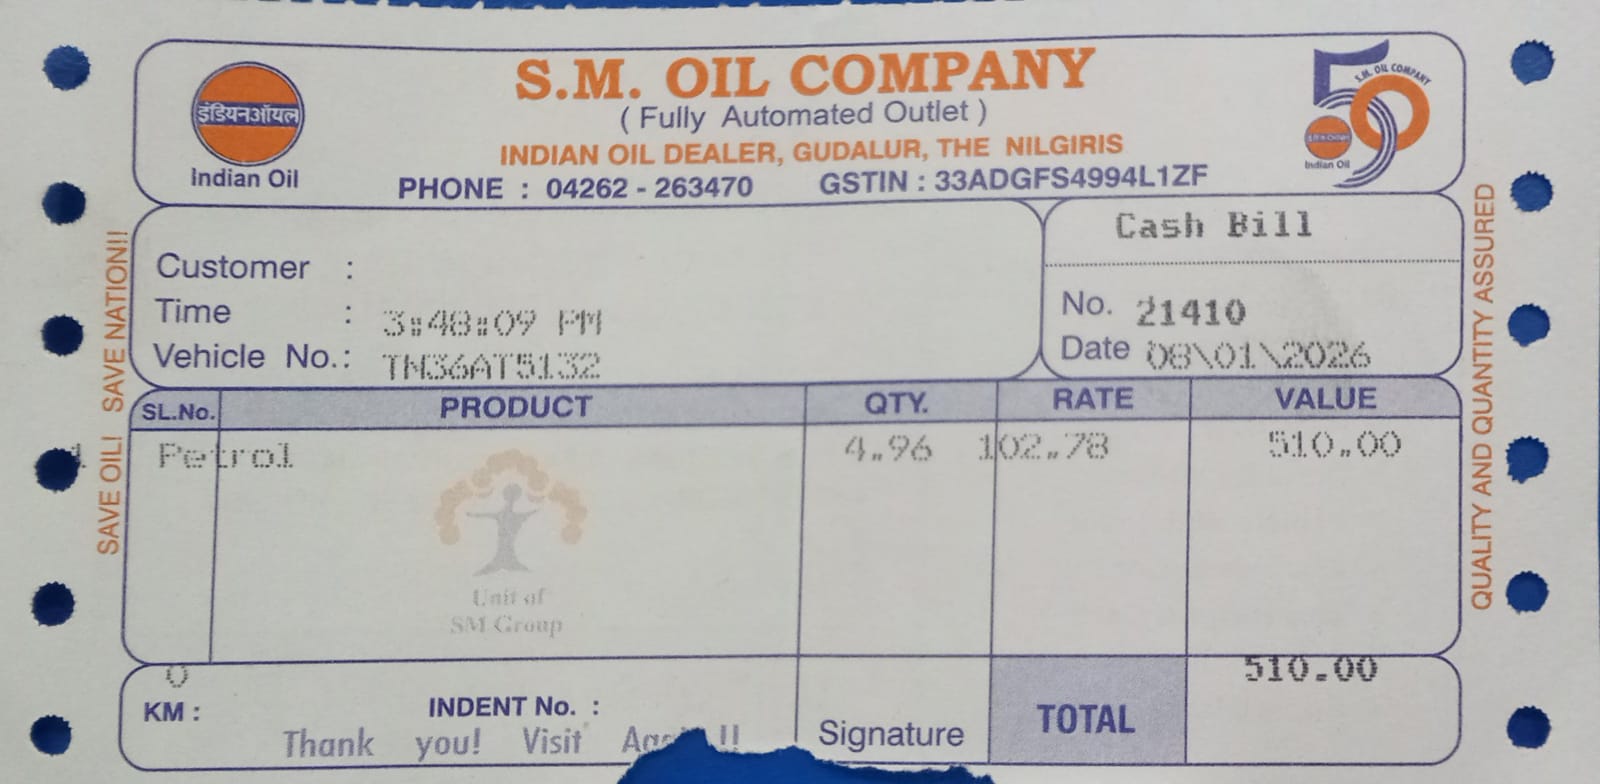 S.M. OIL COMPANY
( Fully Automated Outlet )
INDIAN OIL DEALER, GUDALUR, THE NILGIRIS
PHONE : 04262 - 263470 GSTIN : 33ADGFS4994L1ZF
इंडियनऑयल
Indian Oil
50
S.M. OIL COMPANY
Indian Oil
SAVE OIL! SAVE NATION!!
QUALITY AND QUANTITY ASSURED
Customer :
Time : 3:48:09 PM
Vehicle No.: TN36AT5132
Cash Bill
No. 21410
Date 08\01\2026
SL.No. PRODUCT QTY. RATE VALUE
1 Petrol 4.96 102.78 510.00
Unit of
SM Group
0
KM : INDENT No. :
Thank you! Visit !!
Signature
TOTAL 510.00